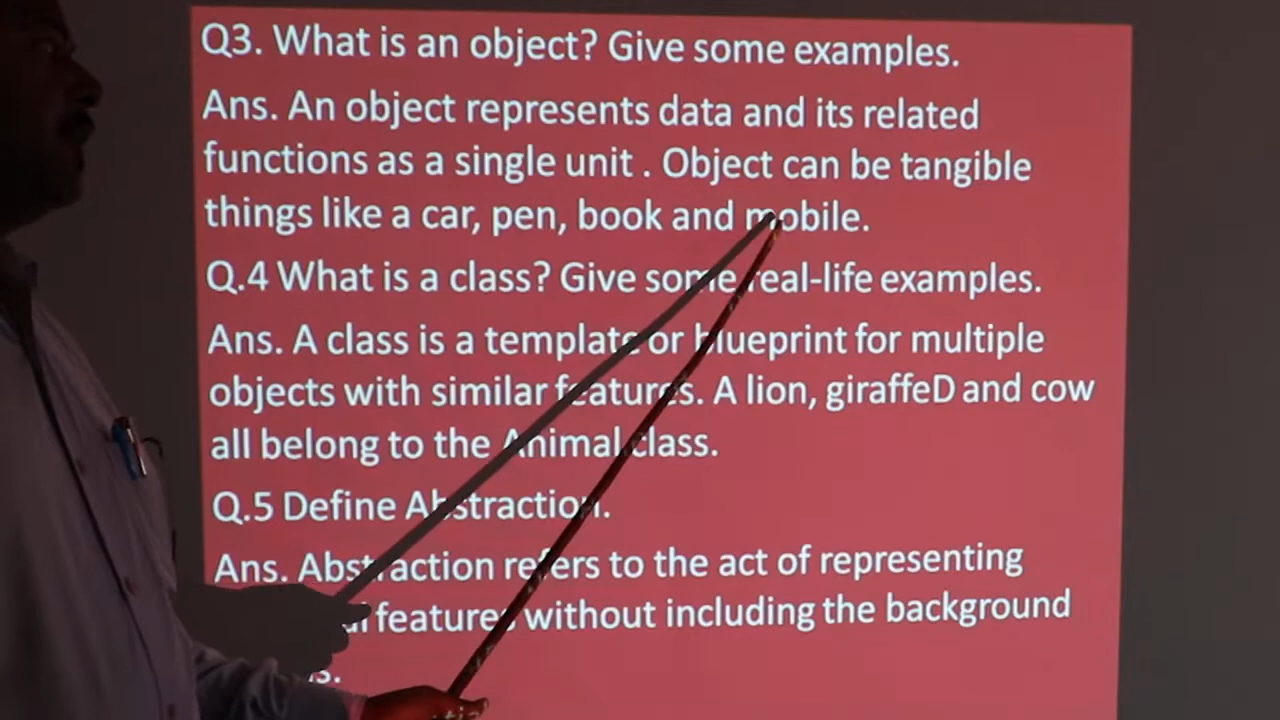 Q3. What is an object? Give some examples.
Ans. An object represents data and its related
functions as a single unit . Object can be tangible
things like a car, pen, book and mobile.
Q.4 What is a class? Give some real-life examples.
Ans. A class is a template or blueprint for multiple
objects with similar features. A lion, giraffeD and cow
all belong to the Animal class.
Q.5 Define Abstraction.
Ans. Abstraction refers to the act of representing
features without including the background